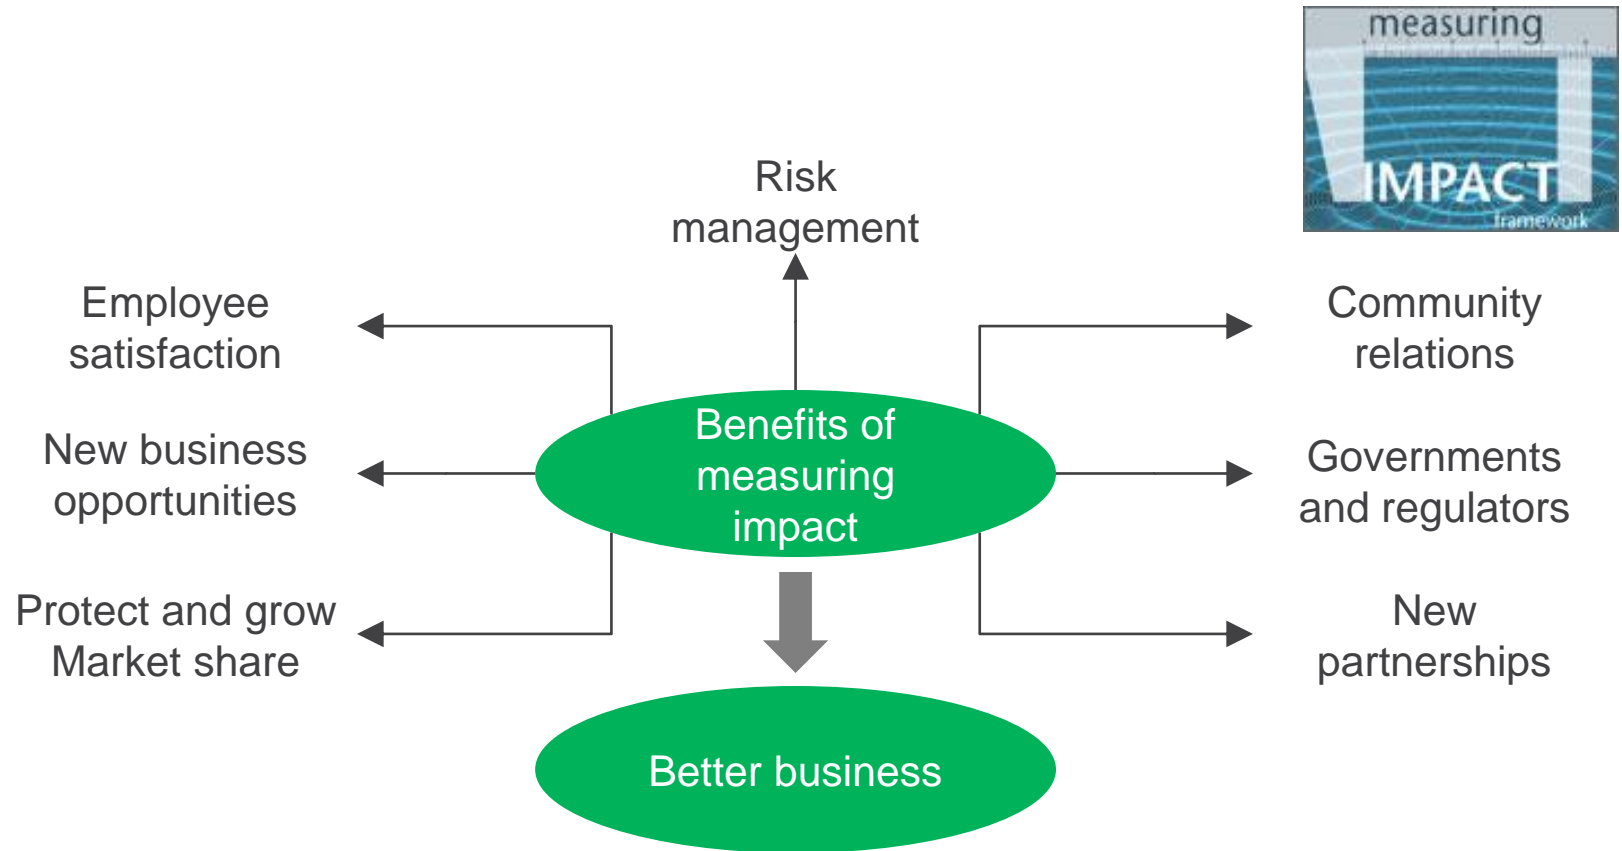 measuring
IMPACT
framework
Risk
management
Employee
satisfaction
Community
relations
New business
opportunities
Benefits of
measuring
impact
Governments
and regulators
Protect and grow
Market share
New
partnerships
Better business